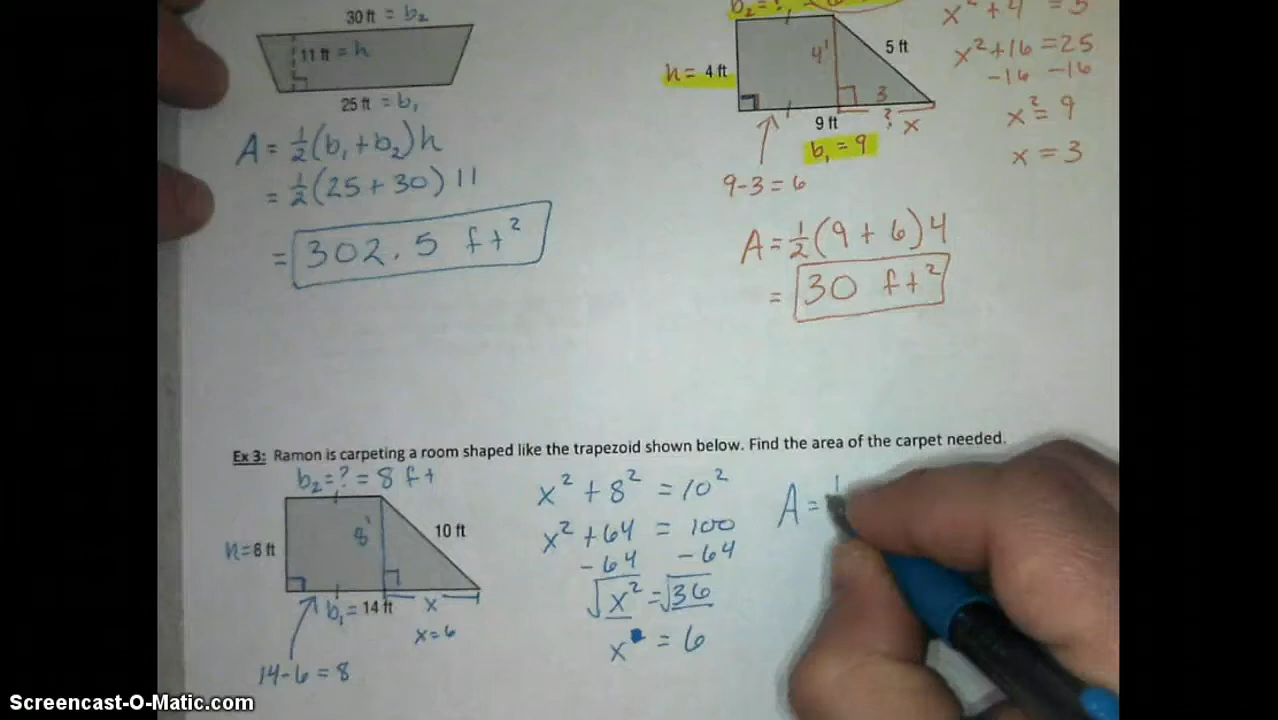 30 ft = b₂
11 ft = h
25 ft = b₁
A = ½(b₁ + b₂)h
= ½(25 + 30) 11
= 302.5 ft²
b₂ = ?
h = 4 ft
4'
5 ft
3
9 ft
? x
b₁ = 9
9-3 = 6
x² + 16 = 25
-16 -16
x² = 9
x = 3
A = ½(9 + 6)4
= 30 ft²
Ex 3: Ramon is carpeting a room shaped like the trapezoid shown below. Find the area of the carpet needed.
b₂ = ? = 8 ft
h = 8 ft
8'
10 ft
b₁ = 14 ft
x
x = 6
14-6 = 8
x² + 8² = 10²
x² + 64 = 100
-64 -64
√x² = √36
x = 6
A =
Screencast-O-Matic.com